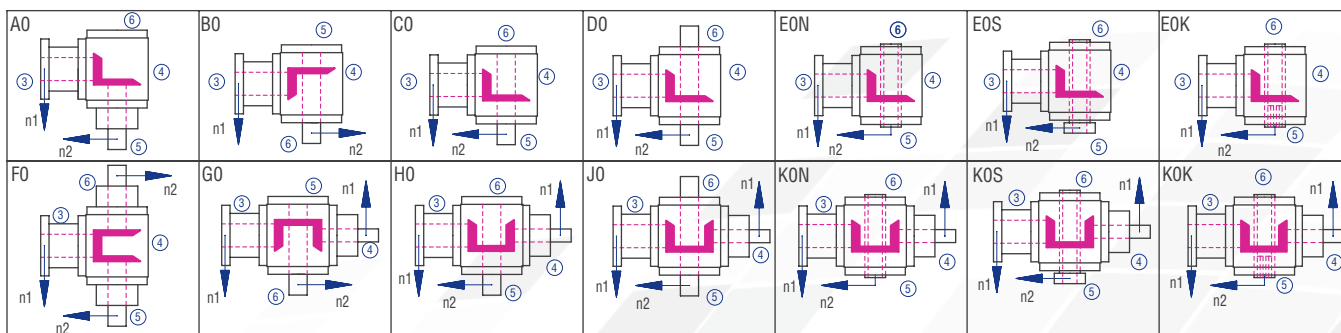 A0 6 3 4 5 n1 n2
B0 5 3 4 6 n1 n2
C0 6 3 4 5 n1 n2
D0 6 3 4 5 n1 n2
E0N 6 3 4 5 n1 n2
E0S 6 3 4 5 n1 n2
E0K 6 3 4 5 n1 n2
F0 6 n2 3 4 n1 n2 5
G0 5 n1 3 4 n1 6 n2
H0 6 n1 3 4 n1 n2 5
J0 6 n1 3 4 n1 n2 5
K0N 6 n1 3 4 n1 n2 5
K0S 6 n1 3 4 n1 n2 5
K0K 6 n1 3 4 n1 n2 5